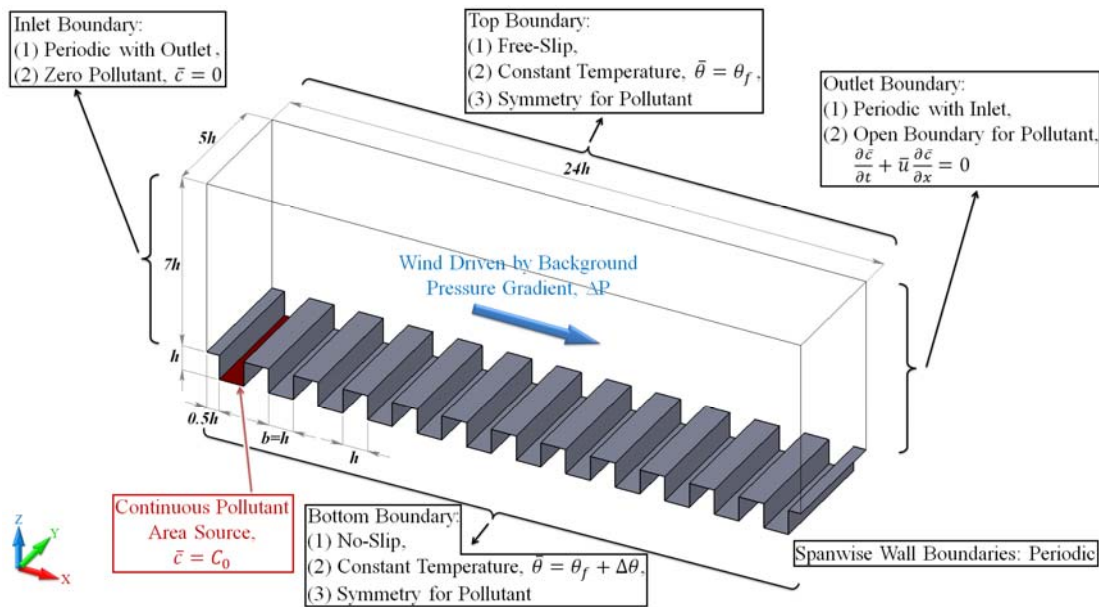 Inlet Boundary:
(1) Periodic with Outlet,
(2) Zero Pollutant, c̄ = 0
Top Boundary:
(1) Free-Slip,
(2) Constant Temperature, θ̄ = θ_f,
(3) Symmetry for Pollutant
Outlet Boundary:
(1) Periodic with Inlet,
(2) Open Boundary for Pollutant,
∂c̄/∂t + ū ∂c̄/∂x = 0
5h
24h
7h
Wind Driven by Background
Pressure Gradient, ΔP
h
0.5h
b=h
h
Continuous Pollutant
Area Source,
c̄ = C₀
Bottom Boundary:
(1) No-Slip,
(2) Constant Temperature, θ̄ = θ_f + Δθ,
(3) Symmetry for Pollutant
Spanwise Wall Boundaries: Periodic
Z
Y
X